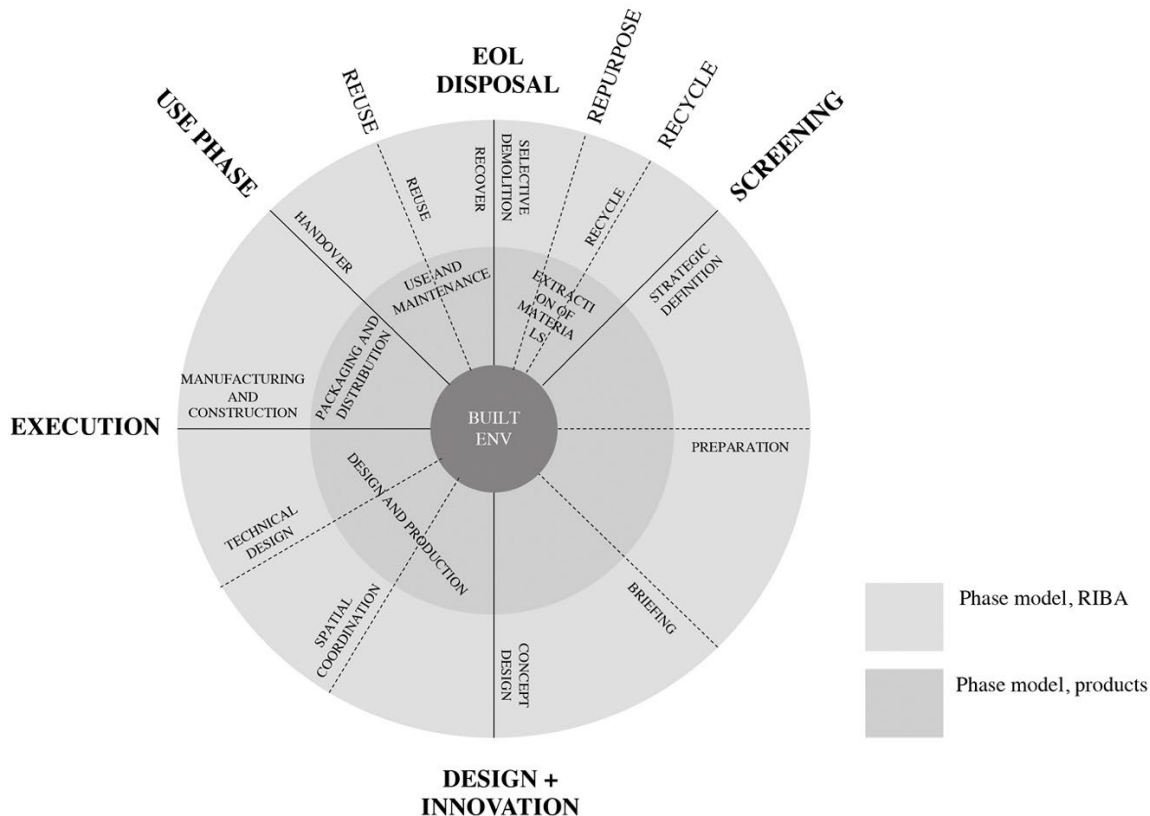 EOL
DISPOSAL
REPURPOSE
RECYCLE
SCREENING
REUSE
USE PHASE
EXECUTION
DESIGN +
INNOVATION
SELECTIVE
DEMOLITION
RECOVER
REUSE
RECYCLE
HANDOVER
STRATEGIC
DEFINITION
USE AND
MAINTENANCE
EXTRACTI
ON OF
MATERIA
LS
PACKAGING AND
DISTRIBUTION
MANUFACTURING
AND
CONSTRUCTION
BUILT
ENV
PREPARATION
DESIGN AND PRODUCTION
TECHNICAL
DESIGN
SPATIAL
COORDINATION
CONCEPT
DESIGN
BRIEFING
Phase model, RIBA
Phase model, products